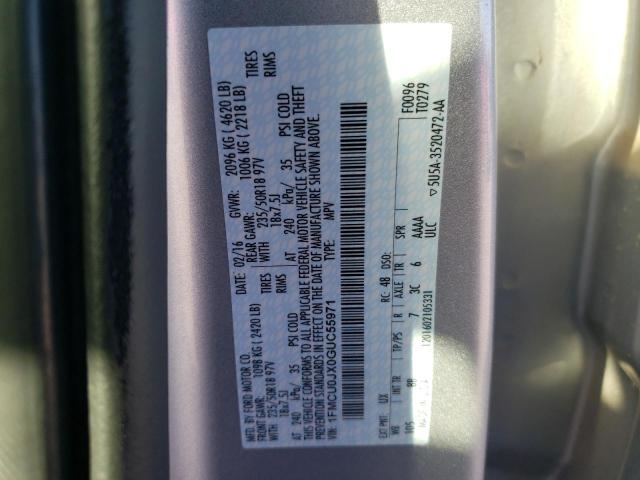 MFD. BY FORD MOTOR CO.
DATE: 02/16 GVWR: 2096 KG ( 4620 LB)
FRONT GAWR: 1098 KG ( 2420 LB) REAR GAWR: 1006 KG ( 2218 LB)
WITH 235/50R18 97V TIRES WITH 235/50R18 97V TIRES
18x7.5J RIMS 18x7.5J RIMS
AT 240 kPa/ 35 PSI COLD AT 240 kPa/ 35 PSI COLD
THIS VEHICLE CONFORMS TO ALL APPLICABLE FEDERAL MOTOR VEHICLE SAFETY AND THEFT
PREVENTION STANDARDS IN EFFECT ON THE DATE OF MANUFACTURE SHOWN ABOVE.
VIN: 1FMCU0JX0GUC55971 TYPE: MPV
F0096
T0279
EXT PNT: UX RC: 48 DSO:
WB INT TR TP/PS R AXLE TR SPR
105 BB 7 3C 6 AAAA
ULC
1201602105331
▽5U5A-3520472-AA